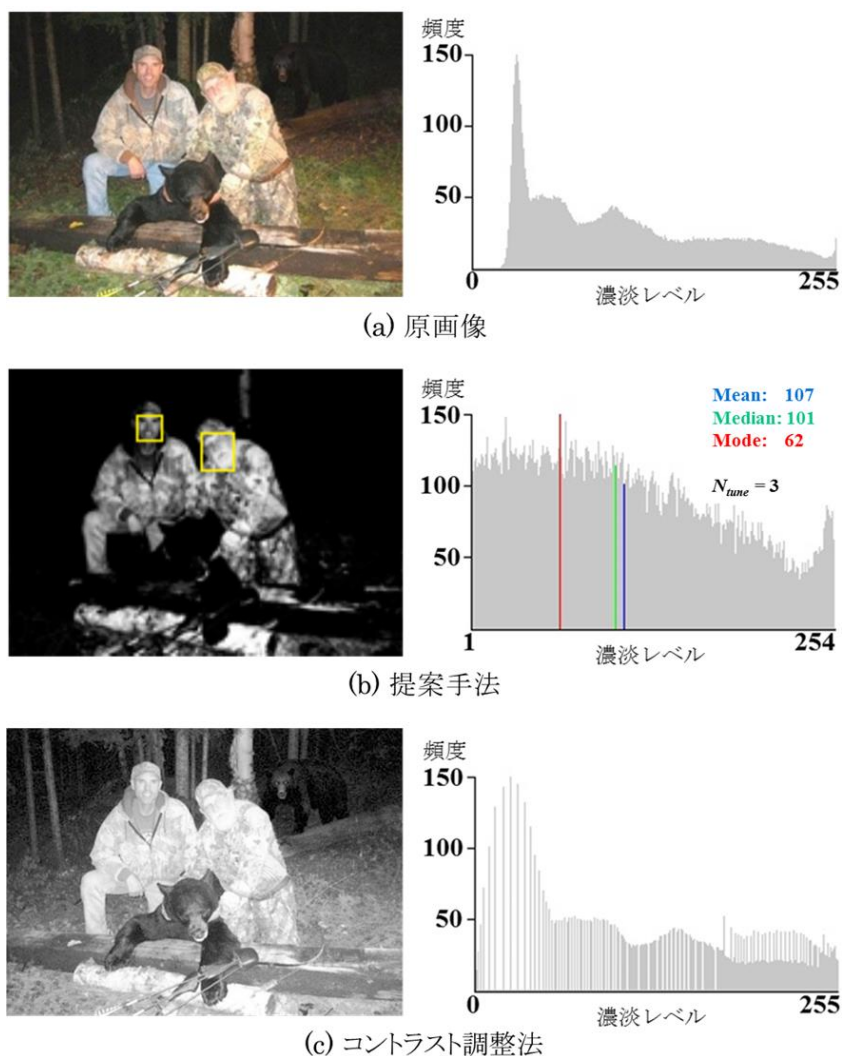 頻度
150
100
50
0
255
濃淡レベル
(a) 原画像
頻度
150
100
50
1
254
濃淡レベル
Mean: 107
Median: 101
Mode: 62
N_tune = 3
(b) 提案手法
頻度
150
100
50
0
255
濃淡レベル
(c) コントラスト調整法